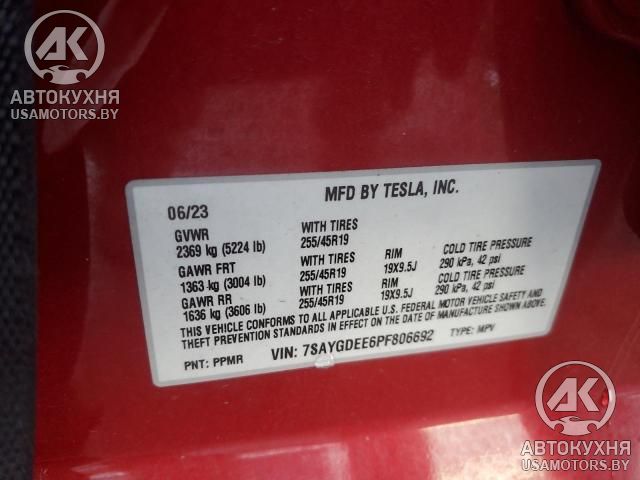 AK
АВТОКУХНЯ
USAMOTORS.BY
MFD BY TESLA, INC.
06/23
GVWR WITH TIRES
2369 kg (5224 lb) 255/45R19
GAWR FRT WITH TIRES RIM COLD TIRE PRESSURE
1363 kg (3004 lb) 255/45R19 19X9.5J 290 kPa, 42 psi
GAWR RR WITH TIRES RIM COLD TIRE PRESSURE
1636 kg (3606 lb) 255/45R19 19X9.5J 290 kPa, 42 psi
THIS VEHICLE CONFORMS TO ALL APPLICABLE U.S. FEDERAL MOTOR VEHICLE SAFETY AND
THEFT PREVENTION STANDARDS IN EFFECT ON THE DATE OF MANUFACTURE SHOWN ABOVE.
PNT: PPMR VIN: 7SAYGDEE6PF806692 TYPE: MPV
AK
АВТОКУХНЯ
USAMOTORS.BY